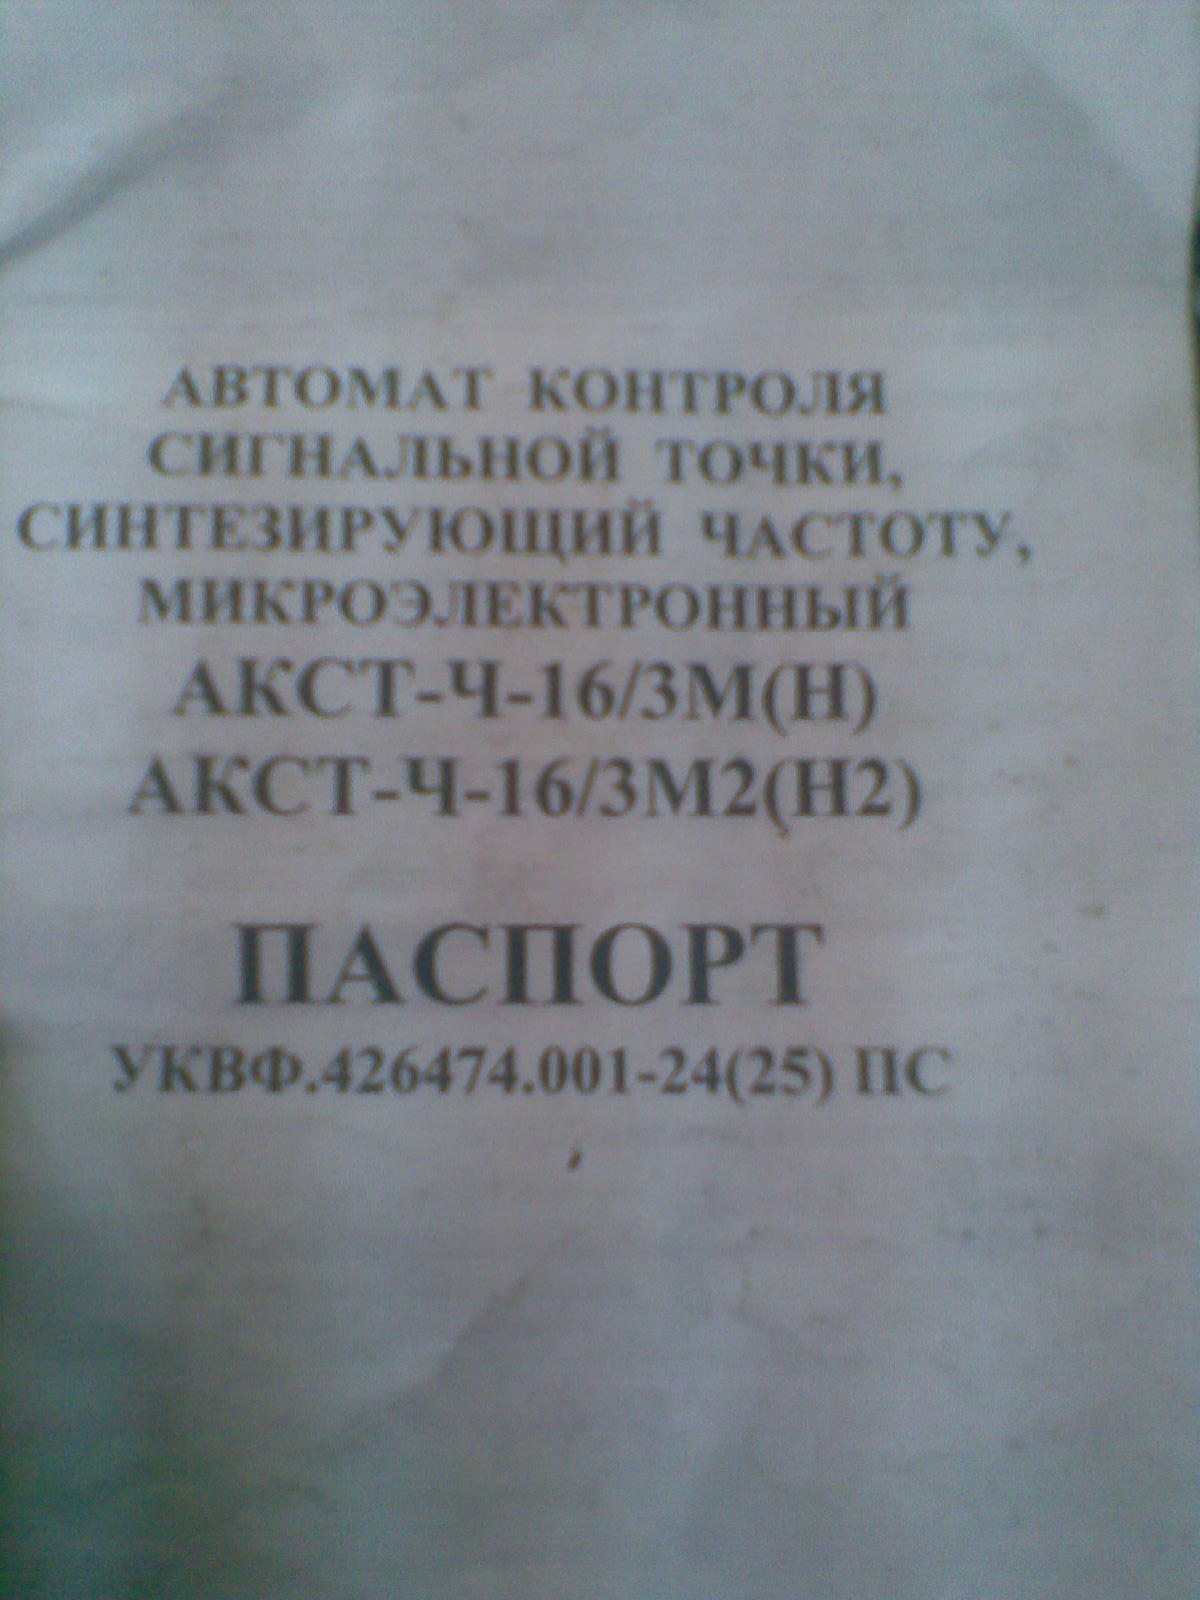 АВТОМАТ КОНТРОЛЯ
СИГНАЛЬНОЙ ТОЧКИ,
СИНТЕЗИРУЮЩИЙ ЧАСТОТУ,
МИКРОЭЛЕКТРОННЫЙ
АКСТ-Ч-16/3М(Н)
АКСТ-Ч-16/3М2(Н2)
ПАСПОРТ
УКВФ.426474.001-24(25) ПС